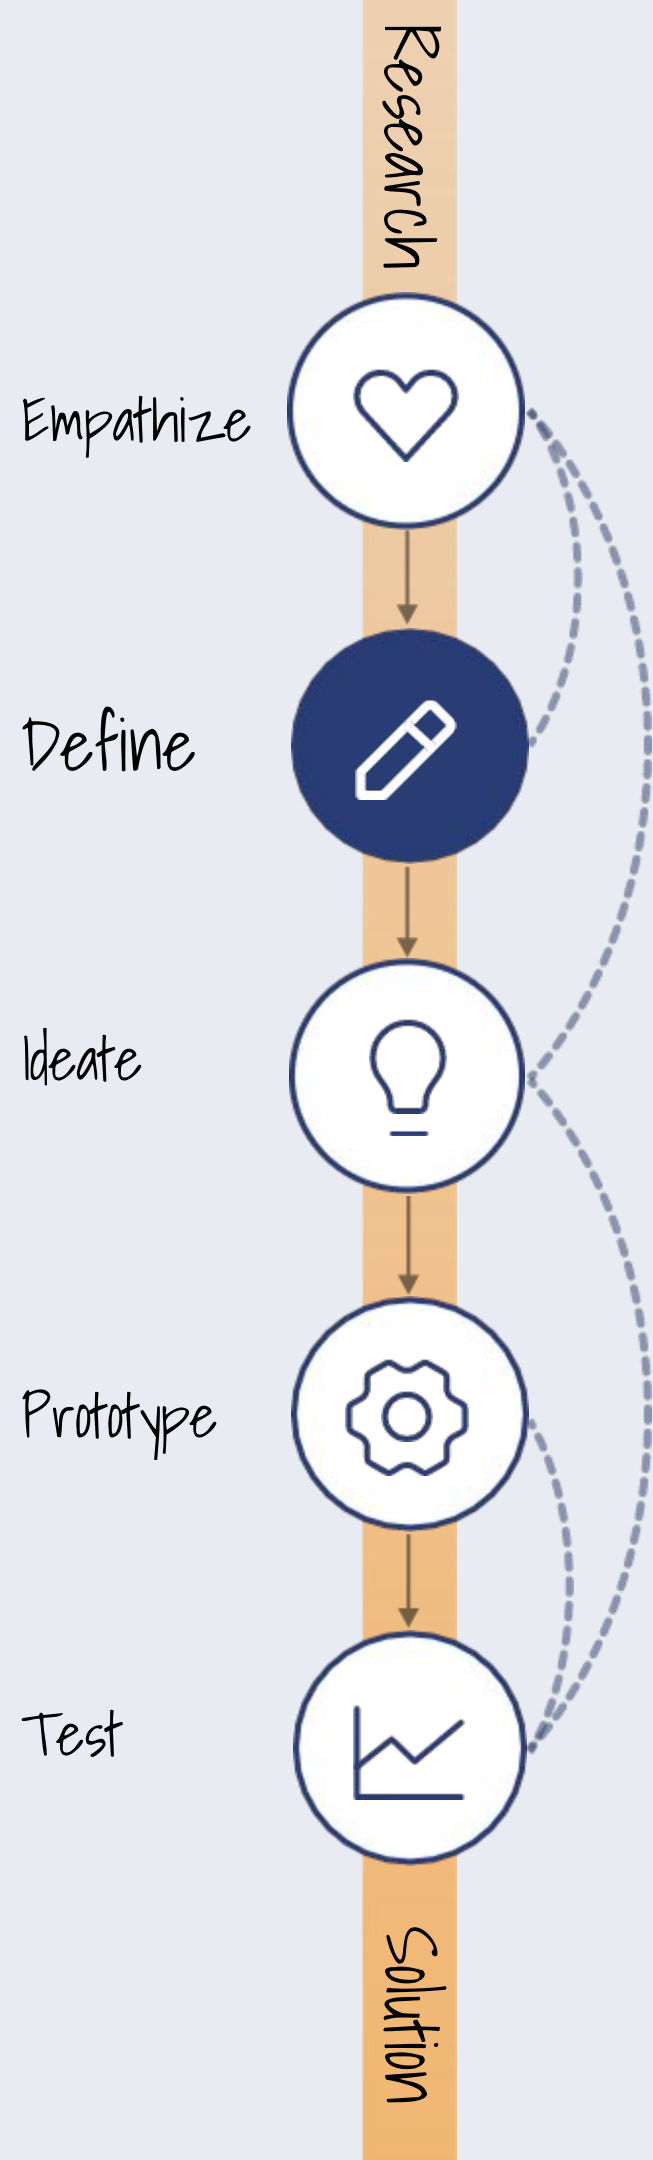 Research
Empathize
Define
Ideate
Prototype
Test
Solution